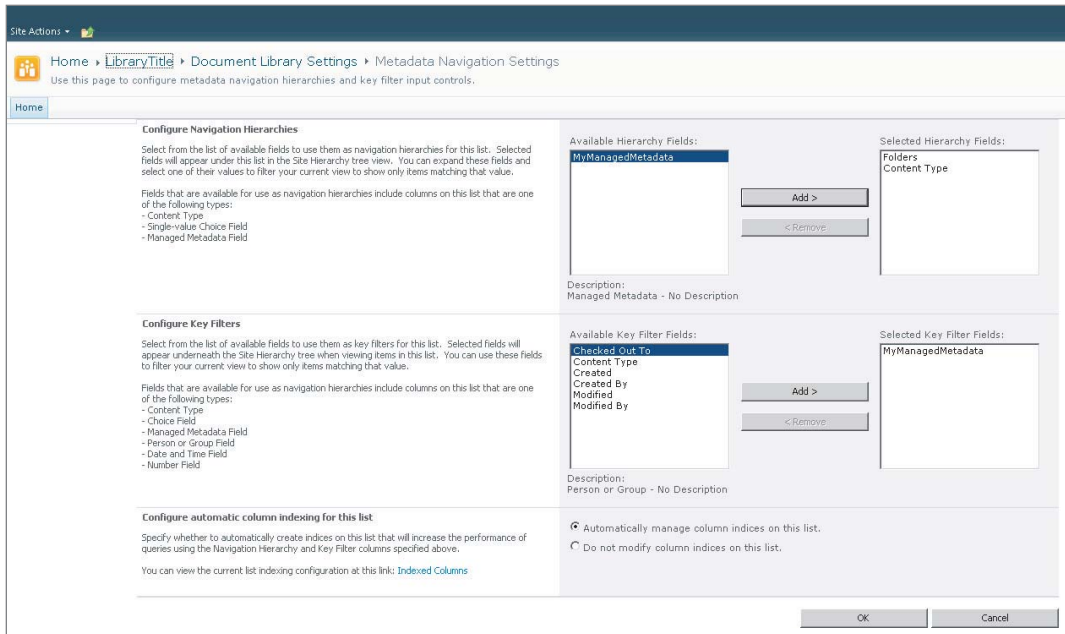 Site Actions
Home ▸ LibraryTitle ▸ Document Library Settings ▸ Metadata Navigation Settings
Use this page to configure metadata navigation hierarchies and key filter input controls.
Home
Configure Navigation Hierarchies
Select from the list of available fields to use them as navigation hierarchies for this list. Selected
fields will appear under this list in the Site Hierarchy tree view. You can expand these fields and
select one of their values to filter your current view to show only items matching that value.
Fields that are available for use as navigation hierarchies include columns on this list that are one
of the following types:
- Content Type
- Single-value Choice Field
- Managed Metadata Field
Available Hierarchy Fields:
MyManagedMetadata
Add >
< Remove
Selected Hierarchy Fields:
Folders
Content Type
Description:
Managed Metadata - No Description
Configure Key Filters
Select from the list of available fields to use them as key filters for this list. Selected fields will
appear underneath the Site Hierarchy tree when viewing items in this list. You can use these fields
to filter your current view to show only items matching that value.
Fields that are available for use as navigation hierarchies include columns on this list that are one
of the following types:
- Content Type
- Choice Field
- Managed Metadata Field
- Person or Group Field
- Date and Time Field
- Number Field
Available Key Filter Fields:
Checked Out To
Content Type
Created
Created By
Modified
Modified By
Add >
< Remove
Selected Key Filter Fields:
MyManagedMetadata
Description:
Person or Group - No Description
Configure automatic column indexing for this list
Specify whether to automatically create indices on this list that will increase the performance of
queries using the Navigation Hierarchy and Key Filter columns specified above.
You can view the current list indexing configuration at this link: Indexed Columns
Automatically manage column indices on this list.
Do not modify column indices on this list.
OK
Cancel